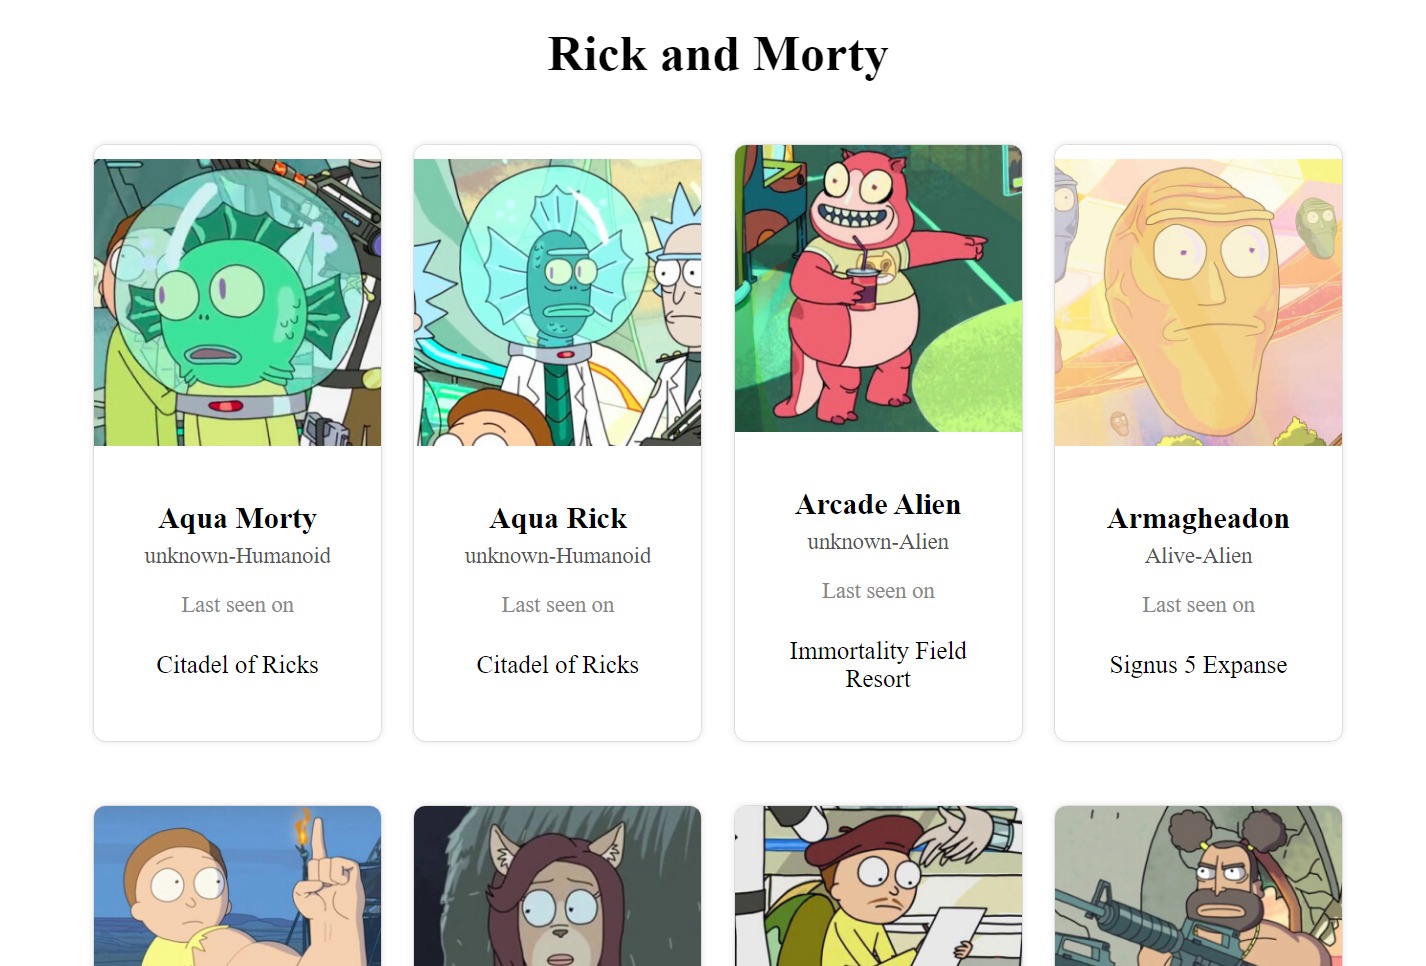 Rick and Morty
Aqua Morty
unknown-Humanoid
Last seen on
Citadel of Ricks
Aqua Rick
unknown-Humanoid
Last seen on
Citadel of Ricks
Arcade Alien
unknown-Alien
Last seen on
Immortality Field
Resort
Armagheadon
Alive-Alien
Last seen on
Signus 5 Expanse